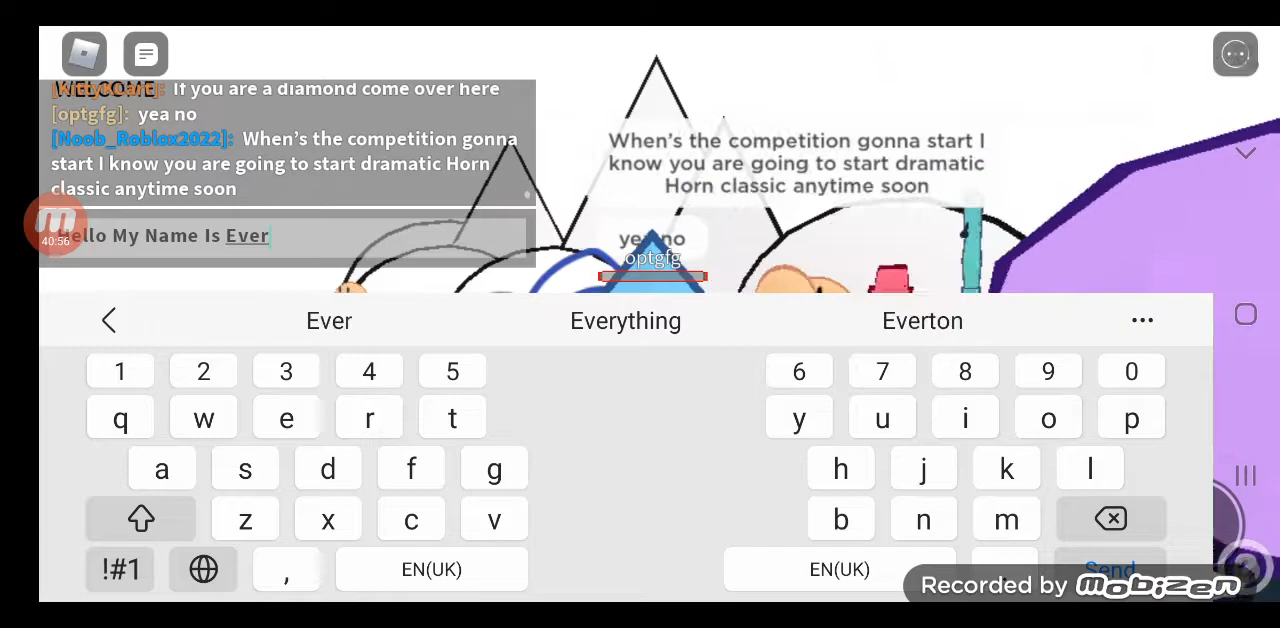 WELCOME
[KittyKLart]: If you are a diamond come over here
[optgfg]: yea no
[Noob_Roblox2022]: When's the competition gonna
start I know you are going to start dramatic Horn
classic anytime soon
Hello My Name Is Ever
40:56
When's the competition gonna start I
know you are going to start dramatic
Horn classic anytime soon
yea no
optgfg
Ever Everything Everton
1 2 3 4 5 6 7 8 9 0
q w e r t y u i o p
a s d f g h j k l
z x c v b n m
!#1 , EN(UK) EN(UK) . Send
Recorded by mobizen